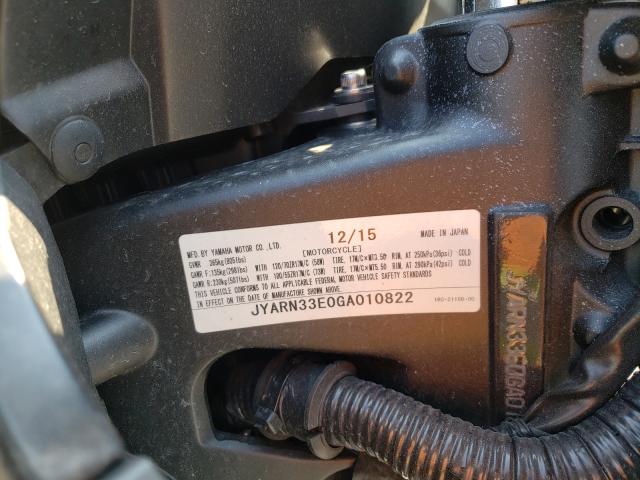 12/15
MFD. BY YAMAHA MOTOR CO.,LTD. [MOTORCYCLE] MADE IN JAPAN
GVWR 365kg(805lbs)
GAWR F:135kg(298lbs) WITH 120/70ZR17M/C (58W) TIRE, 17M/C×MT3.50 RIM, AT 250kPa(36psi) COLD
GAWR R:230kg(507lbs) WITH 180/55ZR17M/C (73W) TIRE, 17M/C×MT5.50 RIM, AT 290kPa(42psi) COLD
THIS VEHICLE CONFORMS TO ALL APPLICABLE FEDERAL MOTOR VEHICLE SAFETY STANDARDS
IN EFFECT ON THE DATE OF MANUFACTURE SHOWN ABOVE.
JYARN33E0GA010822
JYARN33E0GA01